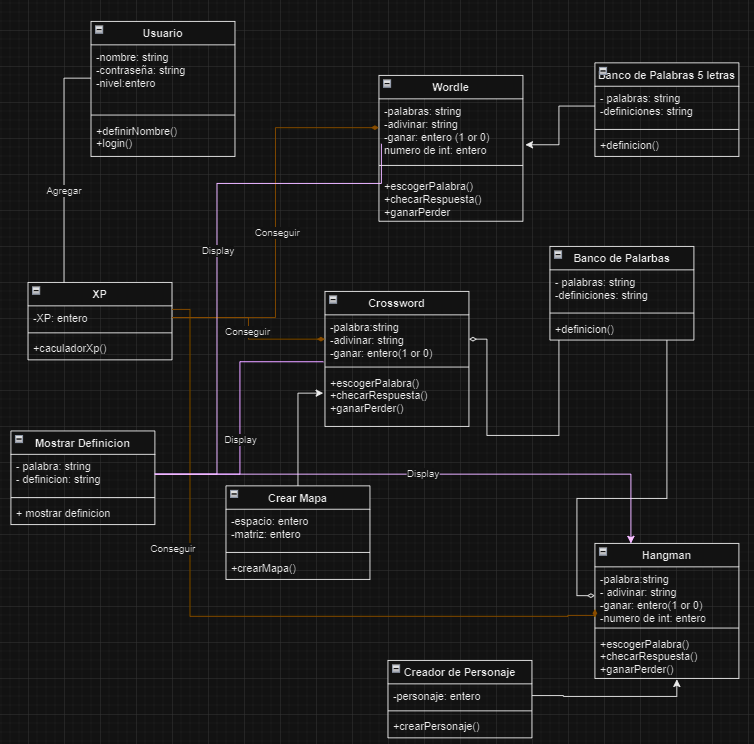 Usuario
-nombre: string
-contraseña: string
-nivel:entero
+definirNombre()
+login()
Wordle
-palabras: string
-adivinar: string
-ganar: entero (1 or 0)
numero de int: entero
+escogerPalabra()
+checarRespuesta()
+ganarPerder
Banco de Palabras 5 letras
- palabras: string
-definiciones: string
+definicion()
Agregar
Display
Conseguir
Banco de Palarbas
- palabras: string
-definiciones: string
+definicion()
XP
-XP: entero
+caculadorXp()
Conseguir
Crossword
-palabra:string
-adivinar: string
-ganar: entero(1 or 0)
+escogerPalabra()
+checarRespuesta()
+ganarPerder()
Mostrar Definicion
- palabra: string
- definicion: string
+ mostrar definicion
Display
Display
Crear Mapa
-espacio: entero
-matriz: entero
+crearMapa()
Conseguir
Hangman
-palabra:string
- adivinar: string
-ganar: entero(1 or 0)
-numero de int: entero
+escogerPalabra()
+checarRespuesta()
+ganarPerder()
Creador de Personaje
-personaje: entero
+crearPersonaje()